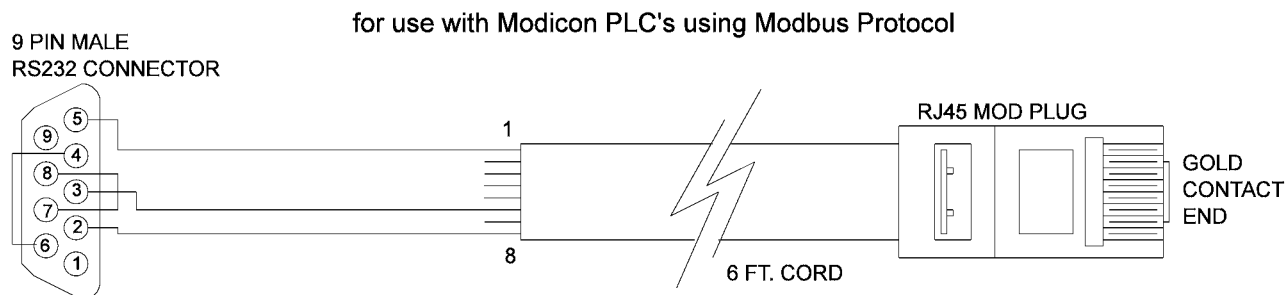 for use with Modicon PLC's using Modbus Protocol
9 PIN MALE
RS232 CONNECTOR
5
9
4
8
3
7
2
6
1
1
8
6 FT. CORD
RJ45 MOD PLUG
GOLD
CONTACT
END